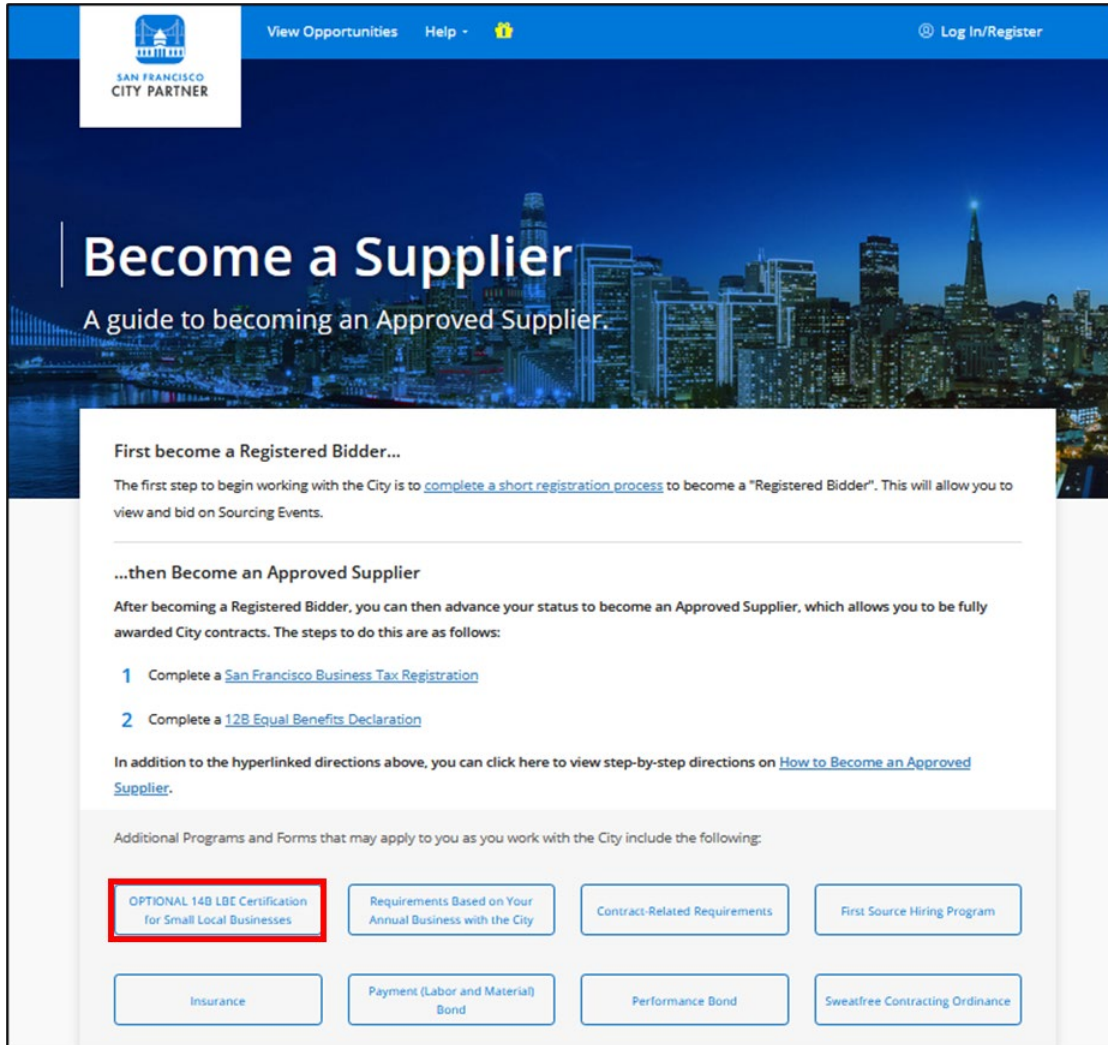 View Opportunities Help Log In/Register
SAN FRANCISCO
CITY PARTNER
Become a Supplier
A guide to becoming an Approved Supplier.
First become a Registered Bidder...
The first step to begin working with the City is to complete a short registration process to become a "Registered Bidder". This will allow you to
view and bid on Sourcing Events.
...then Become an Approved Supplier
After becoming a Registered Bidder, you can then advance your status to become an Approved Supplier, which allows you to be fully
awarded City contracts. The steps to do this are as follows:
1 Complete a San Francisco Business Tax Registration
2 Complete a 12B Equal Benefits Declaration
In addition to the hyperlinked directions above, you can click here to view step-by-step directions on How to Become an Approved
Supplier.
Additional Programs and Forms that may apply to you as you work with the City include the following:
OPTIONAL 14B LBE Certification
for Small Local Businesses
Requirements Based on Your
Annual Business with the City
Contract-Related Requirements
First Source Hiring Program
Insurance
Payment (Labor and Material)
Bond
Performance Bond
Sweatfree Contracting Ordinance